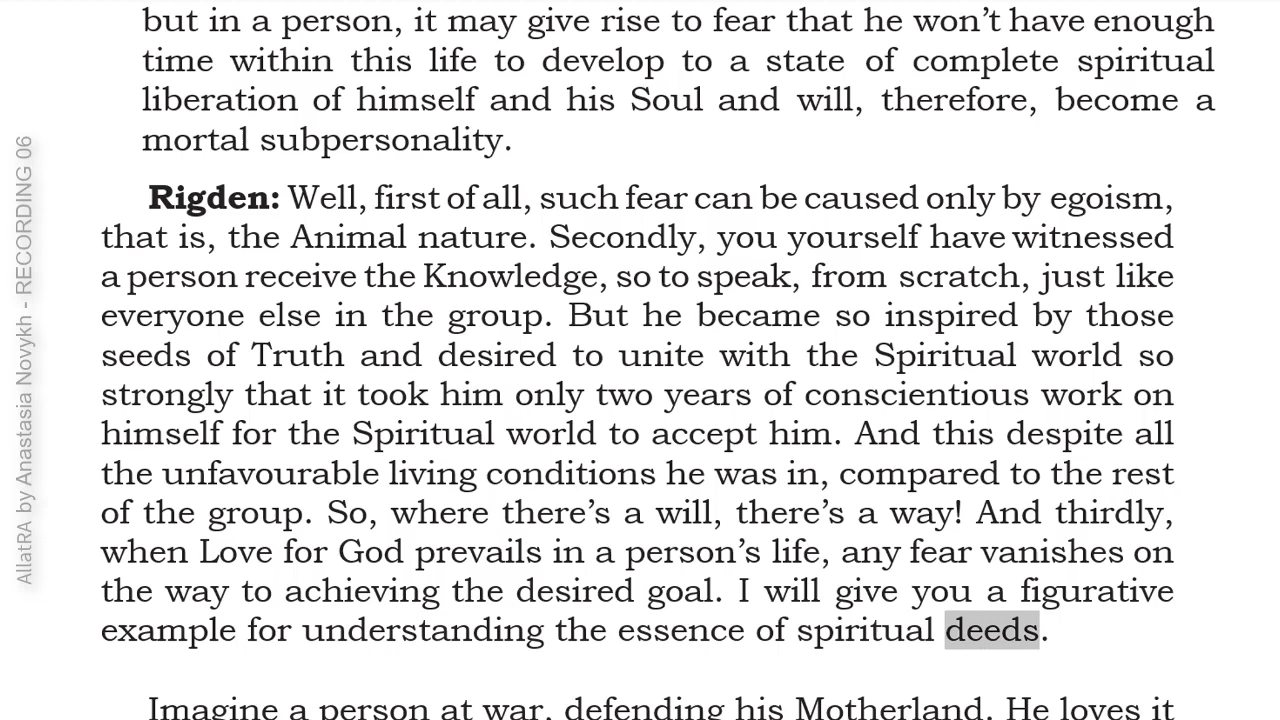 but in a person, it may give rise to fear that he won't have enough
time within this life to develop to a state of complete spiritual
liberation of himself and his Soul and will, therefore, become a
mortal subpersonality.
Rigden: Well, first of all, such fear can be caused only by egoism,
that is, the Animal nature. Secondly, you yourself have witnessed
a person receive the Knowledge, so to speak, from scratch, just like
everyone else in the group. But he became so inspired by those
seeds of Truth and desired to unite with the Spiritual world so
strongly that it took him only two years of conscientious work on
himself for the Spiritual world to accept him. And this despite all
the unfavourable living conditions he was in, compared to the rest
of the group. So, where there's a will, there's a way! And thirdly,
when Love for God prevails in a person's life, any fear vanishes on
the way to achieving the desired goal. I will give you a figurative
example for understanding the essence of spiritual deeds.
Imagine a person at war, defending his Motherland. He loves it
AllatRA by Anastasia Novykh - RECORDING 06